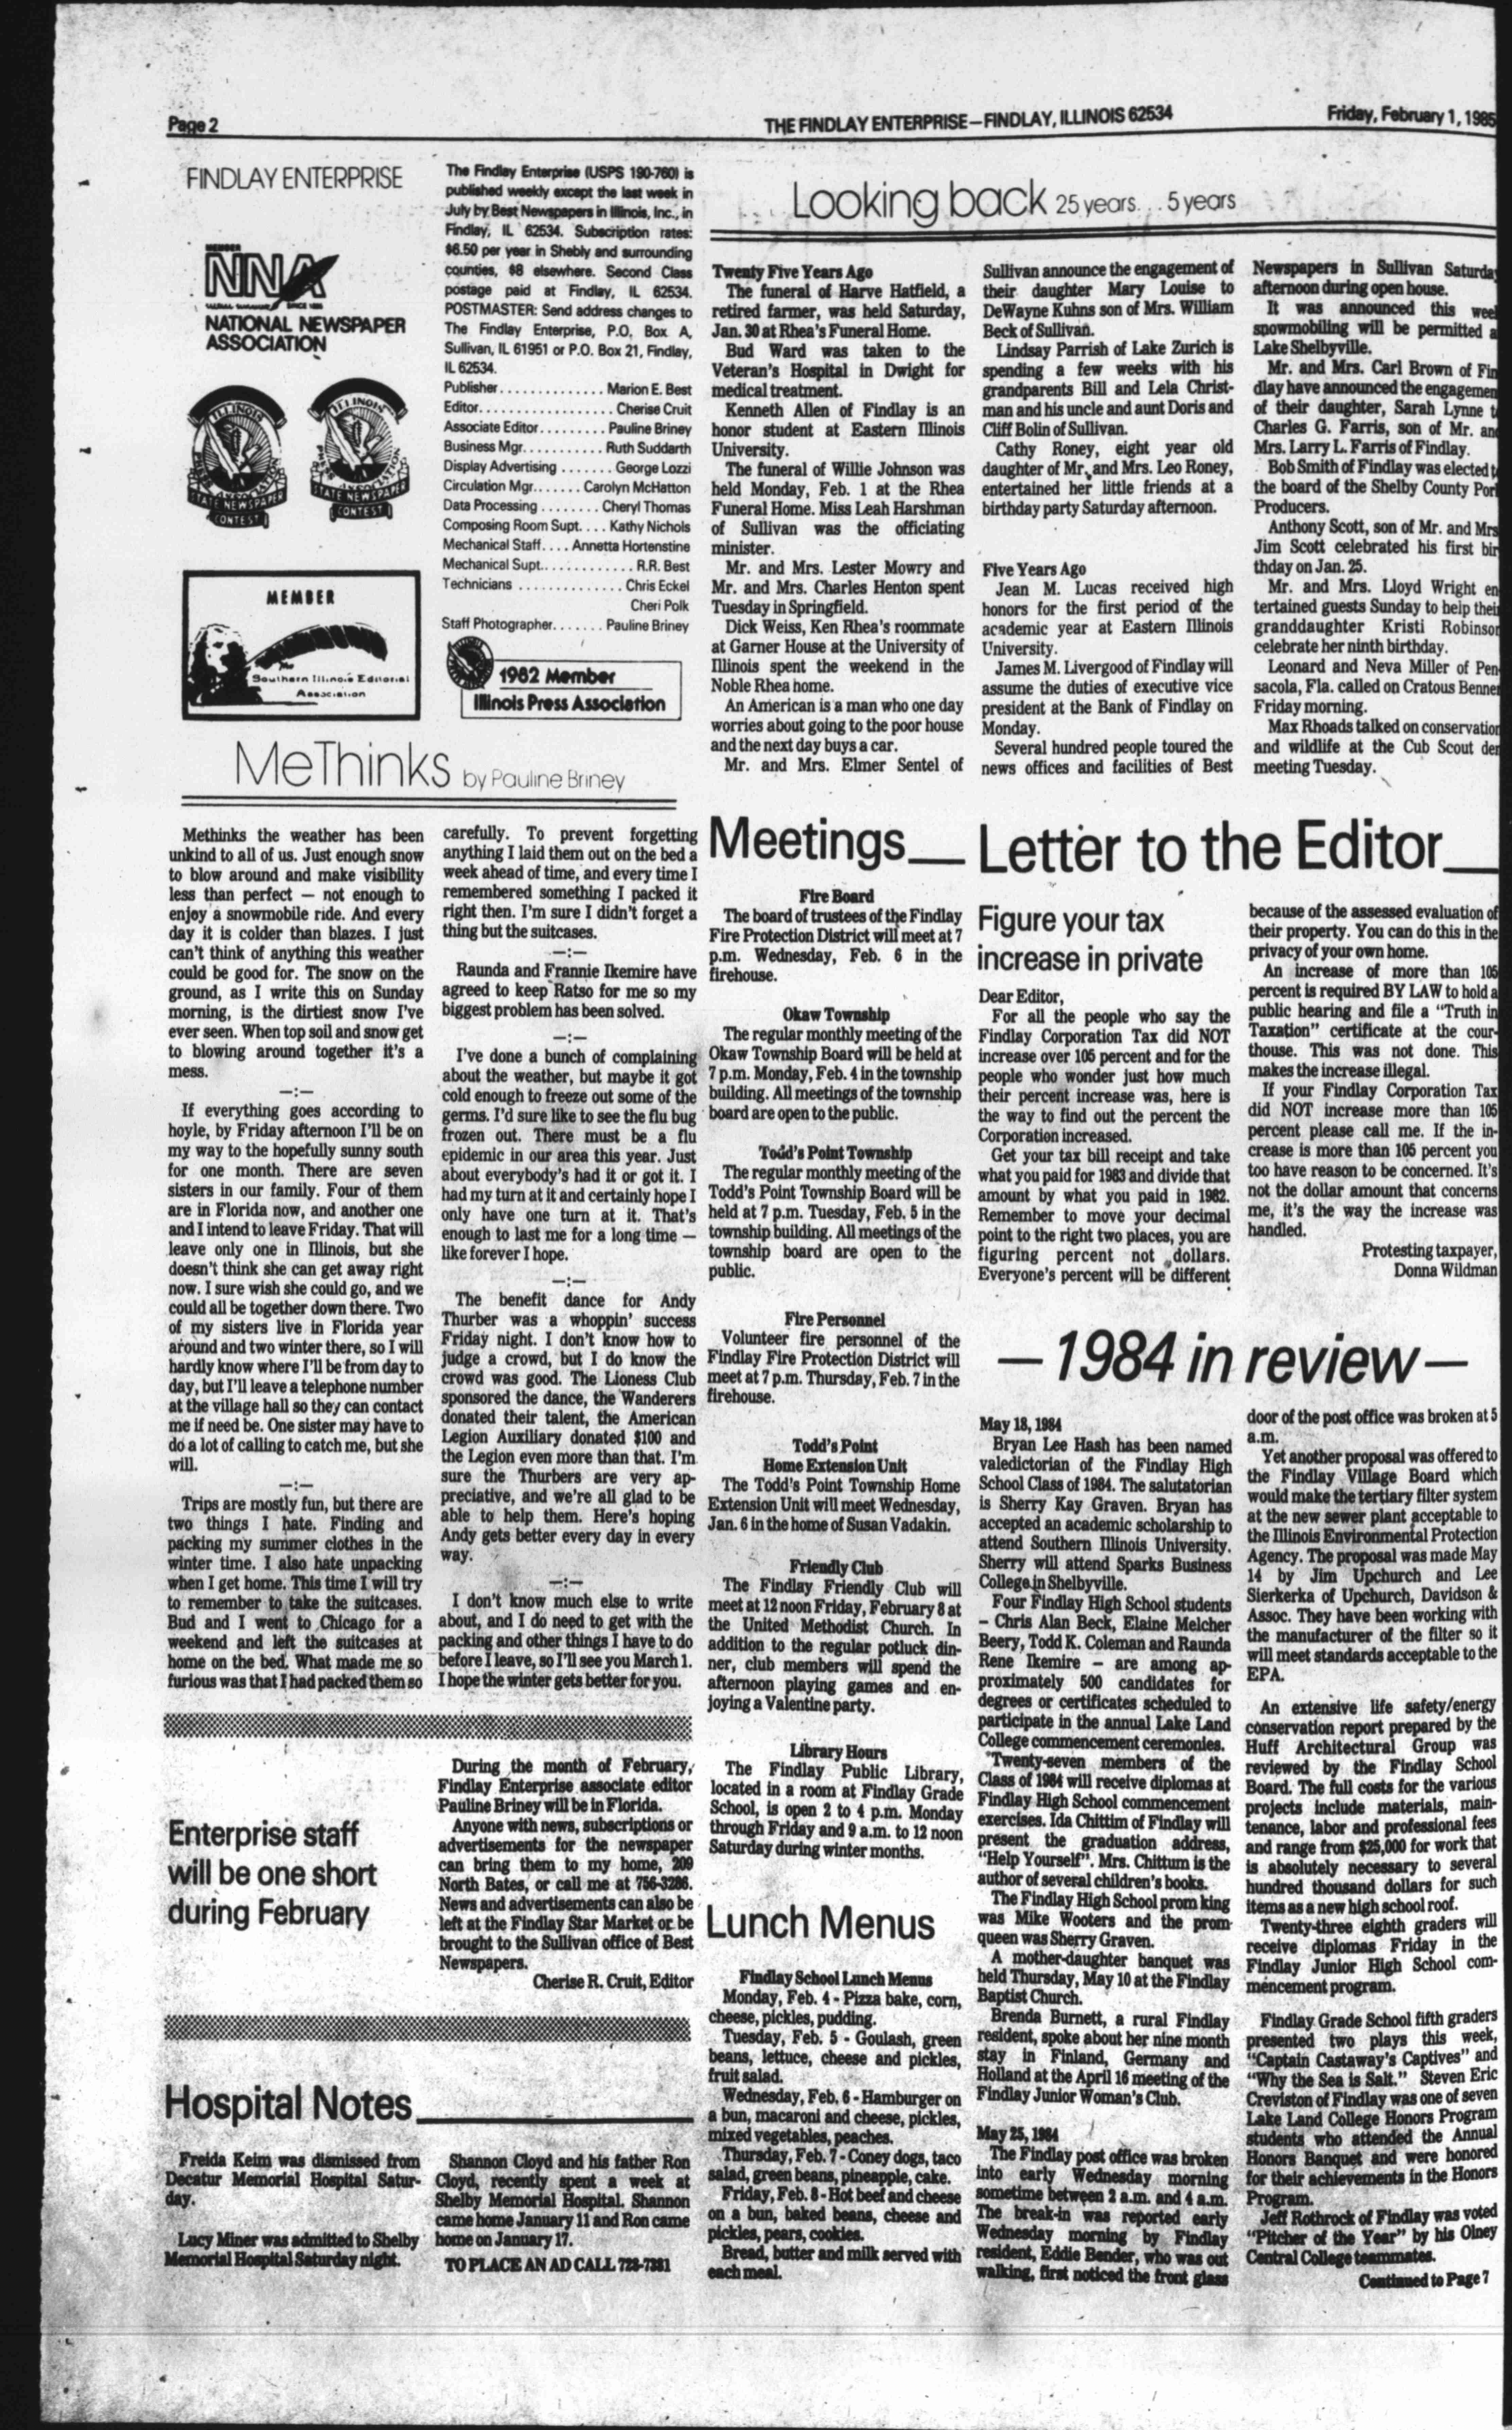 Page 2
THE FINDLAY ENTERPRISE—FINDLAY, ILLINOIS 62534
Friday, February 1, 1985
FINDLAY ENTERPRISE
MEMBER
NNA
SINCE 1885
NATIONAL NEWSPAPER
ASSOCIATION
ILLINOIS
PRESS ASSOCIATION
STATE NEWSPAPER
CONTEST
ILLINOIS
PRESS ASSOCIATION
STATE NEWSPAPER
CONTEST
MEMBER
The
Southern Illinois Editorial
Association
The Findlay Enterprise (USPS 190-760) is
published weekly except the last week in
July by Best Newspapers in Illinois, Inc., in
Findlay, IL 62534. Subscription rates:
$6.50 per year in Shebly and surrounding
counties, $8 elsewhere. Second Class
postage paid at Findlay, IL 62534.
POSTMASTER: Send address changes to
The Findlay Enterprise, P.O. Box A,
Sullivan, IL 61951 or P.O. Box 21, Findlay,
IL 62534.
Publisher.............. Marion E. Best
Editor................. Cherise Cruit
Associate Editor......... Pauline Briney
Business Mgr........... Ruth Suddarth
Display Advertising ....... George Lozzi
Circulation Mgr....... Carolyn McHatton
Data Processing ........ Cheryl Thomas
Composing Room Supt.... Kathy Nichols
Mechanical Staff.... Annetta Hortenstine
Mechanical Supt............. R.R. Best
Technicians .............. Chris Eckel
Cheri Polk
Staff Photographer....... Pauline Briney
1982 Member
Illinois Press Association
Looking back 25 years...5 years
Twenty Five Years Ago
The funeral of Harve Hatfield, a
retired farmer, was held Saturday,
Jan. 30 at Rhea's Funeral Home.
Bud Ward was taken to the
Veteran's Hospital in Dwight for
medical treatment.
Kenneth Allen of Findlay is an
honor student at Eastern Illinois
University.
The funeral of Willie Johnson was
held Monday, Feb. 1 at the Rhea
Funeral Home. Miss Leah Harshman
of Sullivan was the officiating
minister.
Mr. and Mrs. Lester Mowry and
Mr. and Mrs. Charles Henton spent
Tuesday in Springfield.
Dick Weiss, Ken Rhea's roommate
at Garner House at the University of
Illinois spent the weekend in the
Noble Rhea home.
An American is a man who one day
worries about going to the poor house
and the next day buys a car.
Mr. and Mrs. Elmer Sentel of
Sullivan announce the engagement of
their daughter Mary Louise to
DeWayne Kuhns son of Mrs. William
Beck of Sullivan.
Lindsay Parrish of Lake Zurich is
spending a few weeks with his
grandparents Bill and Lela Christ-
man and his uncle and aunt Doris and
Cliff Bolin of Sullivan.
Cathy Roney, eight year old
daughter of Mr. and Mrs. Leo Roney,
entertained her little friends at a
birthday party Saturday afternoon.
Five Years Ago
Jean M. Lucas received high
honors for the first period of the
academic year at Eastern Illinois
University.
James M. Livergood of Findlay will
assume the duties of executive vice
president at the Bank of Findlay on
Monday.
Several hundred people toured the
news offices and facilities of Best
Newspapers in Sullivan Saturday
afternoon during open house.
It was announced this week
snowmobiling will be permitted a
Lake Shelbyville.
Mr. and Mrs. Carl Brown of Fin
dlay have announced the engagemen
of their daughter, Sarah Lynne t
Charles G. Farris, son of Mr. and
Mrs. Larry L. Farris of Findlay.
Bob Smith of Findlay was elected t
the board of the Shelby County Por
Producers.
Anthony Scott, son of Mr. and Mrs
Jim Scott celebrated his first bir
thday on Jan. 25.
Mr. and Mrs. Lloyd Wright en
tertained guests Sunday to help their
granddaughter Kristi Robinson
celebrate her ninth birthday.
Leonard and Neva Miller of Pen-
sacola, Fla. called on Cratous Benner
Friday morning.
Max Rhoads talked on conservation
and wildlife at the Cub Scout den
meeting Tuesday.
MeThinks by Pauline Briney
Methinks the weather has been
unkind to all of us. Just enough snow
to blow around and make visibility
less than perfect — not enough to
enjoy a snowmobile ride. And every
day it is colder than blazes. I just
can't think of anything this weather
could be good for. The snow on the
ground, as I write this on Sunday
morning, is the dirtiest snow I've
ever seen. When top soil and snow get
to blowing around together it's a
mess.
—:—
If everything goes according to
hoyle, by Friday afternoon I'll be on
my way to the hopefully sunny south
for one month. There are seven
sisters in our family. Four of them
are in Florida now, and another one
and I intend to leave Friday. That will
leave only one in Illinois, but she
doesn't think she can get away right
now. I sure wish she could go, and we
could all be together down there. Two
of my sisters live in Florida year
around and two winter there, so I will
hardly know where I'll be from day to
day, but I'll leave a telephone number
at the village hall so they can contact
me if need be. One sister may have to
do a lot of calling to catch me, but she
will.
—:—
Trips are mostly fun, but there are
two things I hate. Finding and
packing my summer clothes in the
winter time. I also hate unpacking
when I get home. This time I will try
to remember to take the suitcases.
Bud and I went to Chicago for a
weekend and left the suitcases at
home on the bed. What made me so
furious was that I had packed them so
carefully. To prevent forgetting
anything I laid them out on the bed a
week ahead of time, and every time I
remembered something I packed it
right then. I'm sure I didn't forget a
thing but the suitcases.
—:—
Raunda and Frannie Ikemire have
agreed to keep Ratso for me so my
biggest problem has been solved.
—:—
I've done a bunch of complaining
about the weather, but maybe it got
cold enough to freeze out some of the
germs. I'd sure like to see the flu bug
frozen out. There must be a flu
epidemic in our area this year. Just
about everybody's had it or got it. I
had my turn at it and certainly hope I
only have one turn at it. That's
enough to last me for a long time —
like forever I hope.
—:—
The benefit dance for Andy
Thurber was a whoppin' success
Friday night. I don't know how to
judge a crowd, but I do know the
crowd was good. The Lioness Club
sponsored the dance, the Wanderers
donated their talent, the American
Legion Auxiliary donated $100 and
the Legion even more than that. I'm
sure the Thurbers are very ap-
preciative, and we're all glad to be
able to help them. Here's hoping
Andy gets better every day in every
way.
—:—
I don't know much else to write
about, and I do need to get with the
packing and other things I have to do
before I leave, so I'll see you March 1.
I hope the winter gets better for you.
Enterprise staff
will be one short
during February
During the month of February,
Findlay Enterprise associate editor
Pauline Briney will be in Florida.
Anyone with news, subscriptions or
advertisements for the newspaper
can bring them to my home, 209
North Bates, or call me at 756-3286.
News and advertisements can also be
left at the Findlay Star Market or be
brought to the Sullivan office of Best
Newspapers.
Cherise R. Cruit, Editor
Hospital Notes
Freida Keim was dismissed from
Decatur Memorial Hospital Satur-
day.
Lucy Miner was admitted to Shelby
Memorial Hospital Saturday night.
Shannon Cloyd and his father Ron
Cloyd, recently spent a week at
Shelby Memorial Hospital. Shannon
came home January 11 and Ron came
home on January 17.
TO PLACE AN AD CALL 728-7381
Meetings
Fire Board
The board of trustees of the Findlay
Fire Protection District will meet at 7
p.m. Wednesday, Feb. 6 in the
firehouse.
Okaw Township
The regular monthly meeting of the
Okaw Township Board will be held at
7 p.m. Monday, Feb. 4 in the township
building. All meetings of the township
board are open to the public.
Todd's Point Township
The regular monthly meeting of the
Todd's Point Township Board will be
held at 7 p.m. Tuesday, Feb. 5 in the
township building. All meetings of the
township board are open to the
public.
Fire Personnel
Volunteer fire personnel of the
Findlay Fire Protection District will
meet at 7 p.m. Thursday, Feb. 7 in the
firehouse.
Todd's Point
Home Extension Unit
The Todd's Point Township Home
Extension Unit will meet Wednesday,
Jan. 6 in the home of Susan Vadakin.
Friendly Club
The Findlay Friendly Club will
meet at 12 noon Friday, February 8 at
the United Methodist Church. In
addition to the regular potluck din-
ner, club members will spend the
afternoon playing games and en-
joying a Valentine party.
Library Hours
The Findlay Public Library,
located in a room at Findlay Grade
School, is open 2 to 4 p.m. Monday
through Friday and 9 a.m. to 12 noon
Saturday during winter months.
Lunch Menus
Findlay School Lunch Menus
Monday, Feb. 4 - Pizza bake, corn,
cheese, pickles, pudding.
Tuesday, Feb. 5 - Goulash, green
beans, lettuce, cheese and pickles,
fruit salad.
Wednesday, Feb. 6 - Hamburger on
a bun, macaroni and cheese, pickles,
mixed vegetables, peaches.
Thursday, Feb. 7 - Coney dogs, taco
salad, green beans, pineapple, cake.
Friday, Feb. 8 - Hot beef and cheese
on a bun, baked beans, cheese and
pickles, pears, cookies.
Bread, butter and milk served with
each meal.
Letter to the Editor
Figure your tax
increase in private
Dear Editor,
For all the people who say the
Findlay Corporation Tax did NOT
increase over 105 percent and for the
people who wonder just how much
their percent increase was, here is
the way to find out the percent the
Corporation increased.
Get your tax bill receipt and take
what you paid for 1983 and divide that
amount by what you paid in 1982.
Remember to move your decimal
point to the right two places, you are
figuring percent not dollars.
Everyone's percent will be different
because of the assessed evaluation of
their property. You can do this in the
privacy of your own home.
An increase of more than 105
percent is required BY LAW to hold a
public hearing and file a "Truth in
Taxation" certificate at the cour-
thouse. This was not done. This
makes the increase illegal.
If your Findlay Corporation Tax
did NOT increase more than 105
percent please call me. If the in-
crease is more than 105 percent you
too have reason to be concerned. It's
not the dollar amount that concerns
me, it's the way the increase was
handled.
Protesting taxpayer,
Donna Wildman
— 1984 in review —
May 18, 1984
Bryan Lee Hash has been named
valedictorian of the Findlay High
School Class of 1984. The salutatorian
is Sherry Kay Graven. Bryan has
accepted an academic scholarship to
attend Southern Illinois University.
Sherry will attend Sparks Business
College in Shelbyville.
Four Findlay High School students
– Chris Alan Beck, Elaine Melcher
Beery, Todd K. Coleman and Raunda
Rene Ikemire – are among ap-
proximately 500 candidates for
degrees or certificates scheduled to
participate in the annual Lake Land
College commencement ceremonies.
Twenty-seven members of the
Class of 1984 will receive diplomas at
Findlay High School commencement
exercises. Ida Chittim of Findlay will
present the graduation address,
"Help Yourself". Mrs. Chittum is the
author of several children's books.
The Findlay High School prom king
was Mike Wooters and the prom
queen was Sherry Graven.
A mother-daughter banquet was
held Thursday, May 10 at the Findlay
Baptist Church.
Brenda Burnett, a rural Findlay
resident, spoke about her nine month
stay in Finland, Germany and
Holland at the April 16 meeting of the
Findlay Junior Woman's Club.
May 25, 1984
The Findlay post office was broken
into early Wednesday morning
sometime between 2 a.m. and 4 a.m.
The break-in was reported early
Wednesday morning by Findlay
resident, Eddie Bender, who was out
walking, first noticed the front glass
door of the post office was broken at 5
a.m.
Yet another proposal was offered to
the Findlay Village Board which
would make the tertiary filter system
at the new sewer plant acceptable to
the Illinois Environmental Protection
Agency. The proposal was made May
14 by Jim Upchurch and Lee
Sierkerka of Upchurch, Davidson &
Assoc. They have been working with
the manufacturer of the filter so it
will meet standards acceptable to the
EPA.
An extensive life safety/energy
conservation report prepared by the
Huff Architectural Group was
reviewed by the Findlay School
Board. The full costs for the various
projects include materials, main-
tenance, labor and professional fees
and range from $25,000 for work that
is absolutely necessary to several
hundred thousand dollars for such
items as a new high school roof.
Twenty-three eighth graders will
receive diplomas Friday in the
Findlay Junior High School com-
mencement program.
Findlay Grade School fifth graders
presented two plays this week,
"Captain Castaway's Captives" and
"Why the Sea is Salt." Steven Eric
Creviston of Findlay was one of seven
Lake Land College Honors Program
students who attended the Annual
Honors Banquet and were honored
for their achievements in the Honors
Program.
Jeff Rothrock of Findlay was voted
"Pitcher of the Year" by his Olney
Central College teammates.
Continued to Page 7